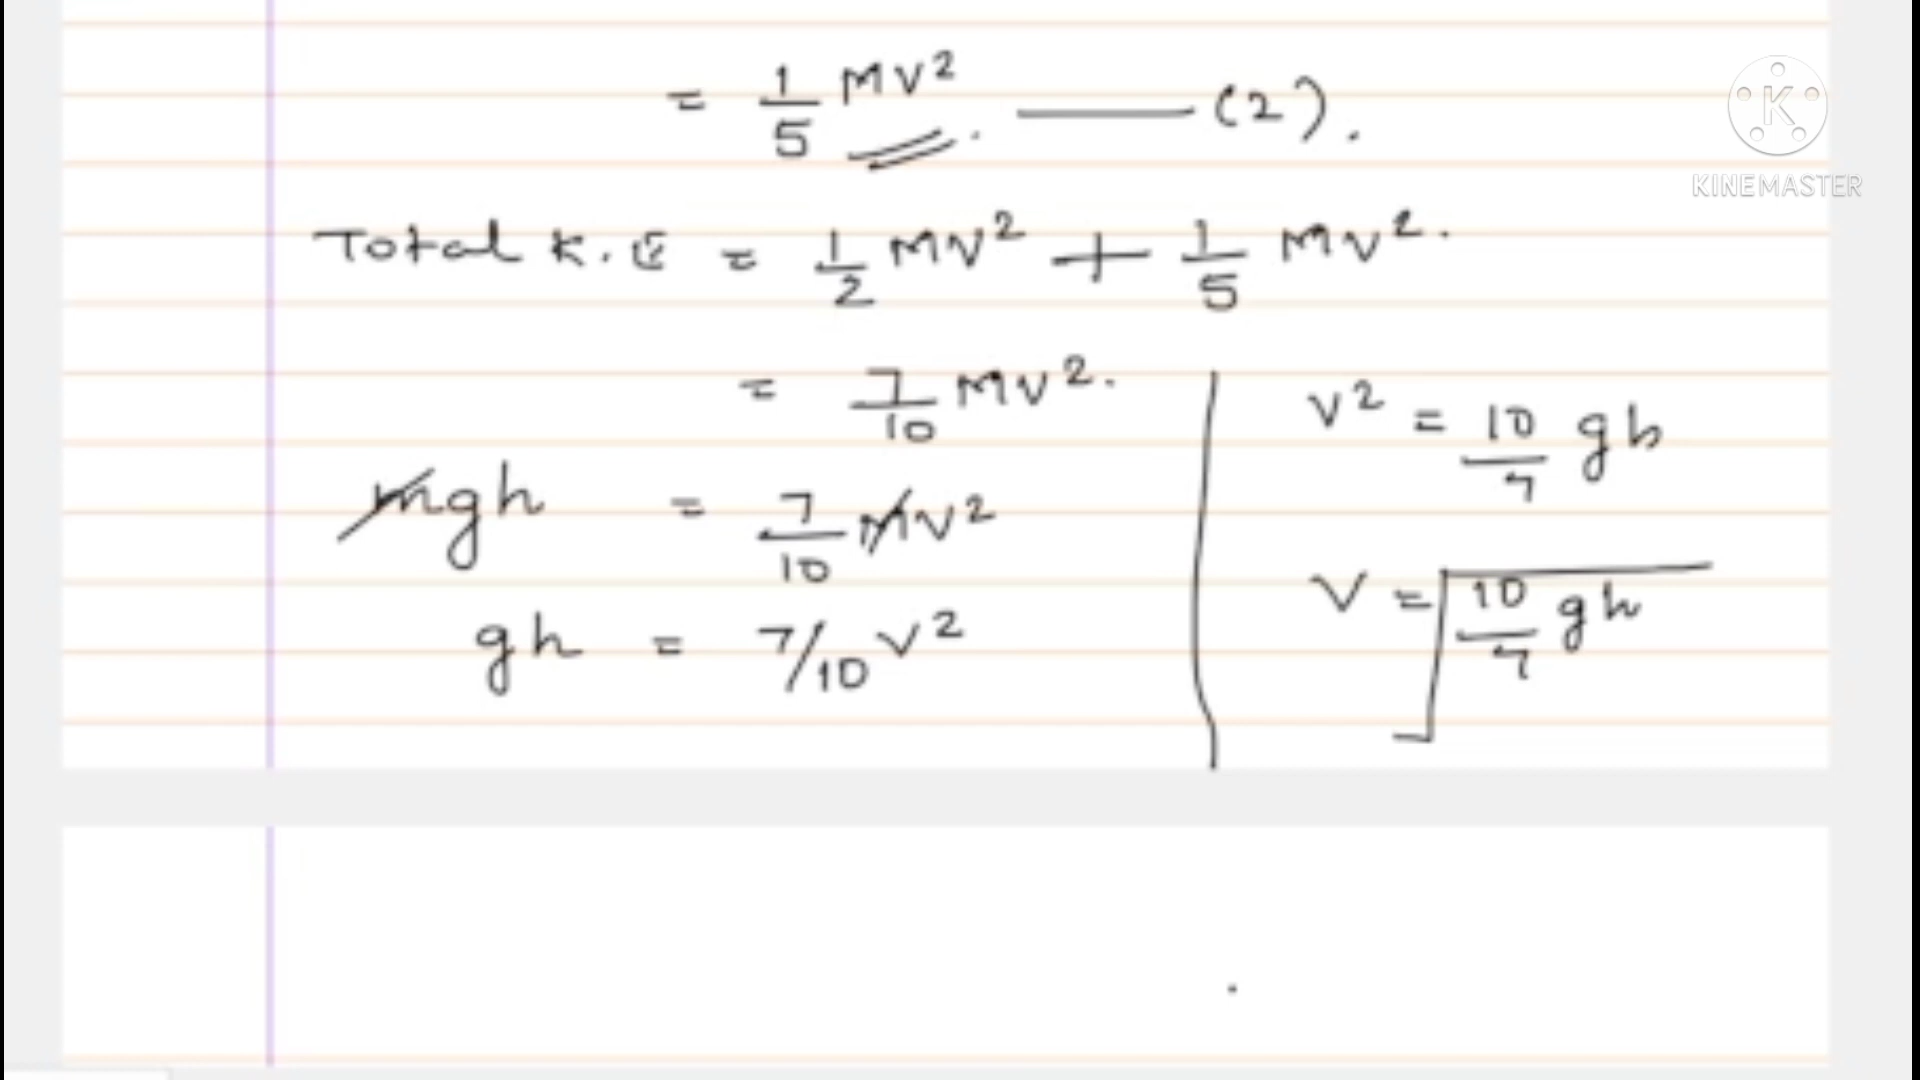 = 1/5 MV² —— (2).
K
KINEMASTER
Total K.E = 1/2 MV² + 1/5 MV².
= 7/10 MV².
mgh = 7/10 MV²
gh = 7/10 V²
V² = 10/7 gh
V = √(10/7 gh)